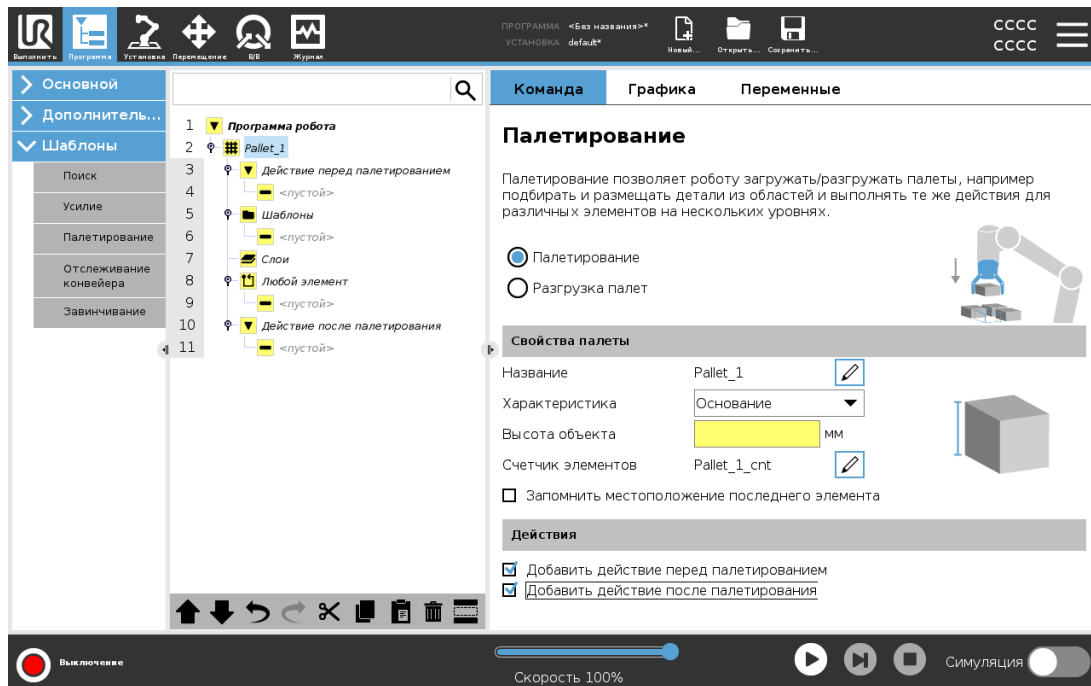 UR
Выполнить
Программа
Установка
Перемещение
В/В
Журнал
ПРОГРАММА <Без названия>*
УСТАНОВКА default*
Новый...
Открыть...
Сохранить...
CCCC
CCCC
Основной
Дополнитель...
Шаблоны
Поиск
Усилие
Палетирование
Отслеживание
конвейера
Завинчивание
1 Программа робота
2 Pallet_1
3 Действие перед палетированием
4 <пустой>
5 Шаблоны
6 <пустой>
7 Слои
8 Любой элемент
9 <пустой>
10 Действие после палетирования
11 <пустой>
Команда Графика Переменные
Палетирование
Палетирование позволяет роботу загружать/разгружать палеты, например
подбирать и размещать детали из областей и выполнять те же действия для
различных элементов на нескольких уровнях.
Палетирование
Разгрузка палет
Свойства палеты
Название Pallet_1
Характеристика Основание
Высота объекта мм
Счетчик элементов Pallet_1_cnt
Запомнить местоположение последнего элемента
Действия
Добавить действие перед палетированием
Добавить действие после палетирования
Выключение
Скорость 100%
Симуляция